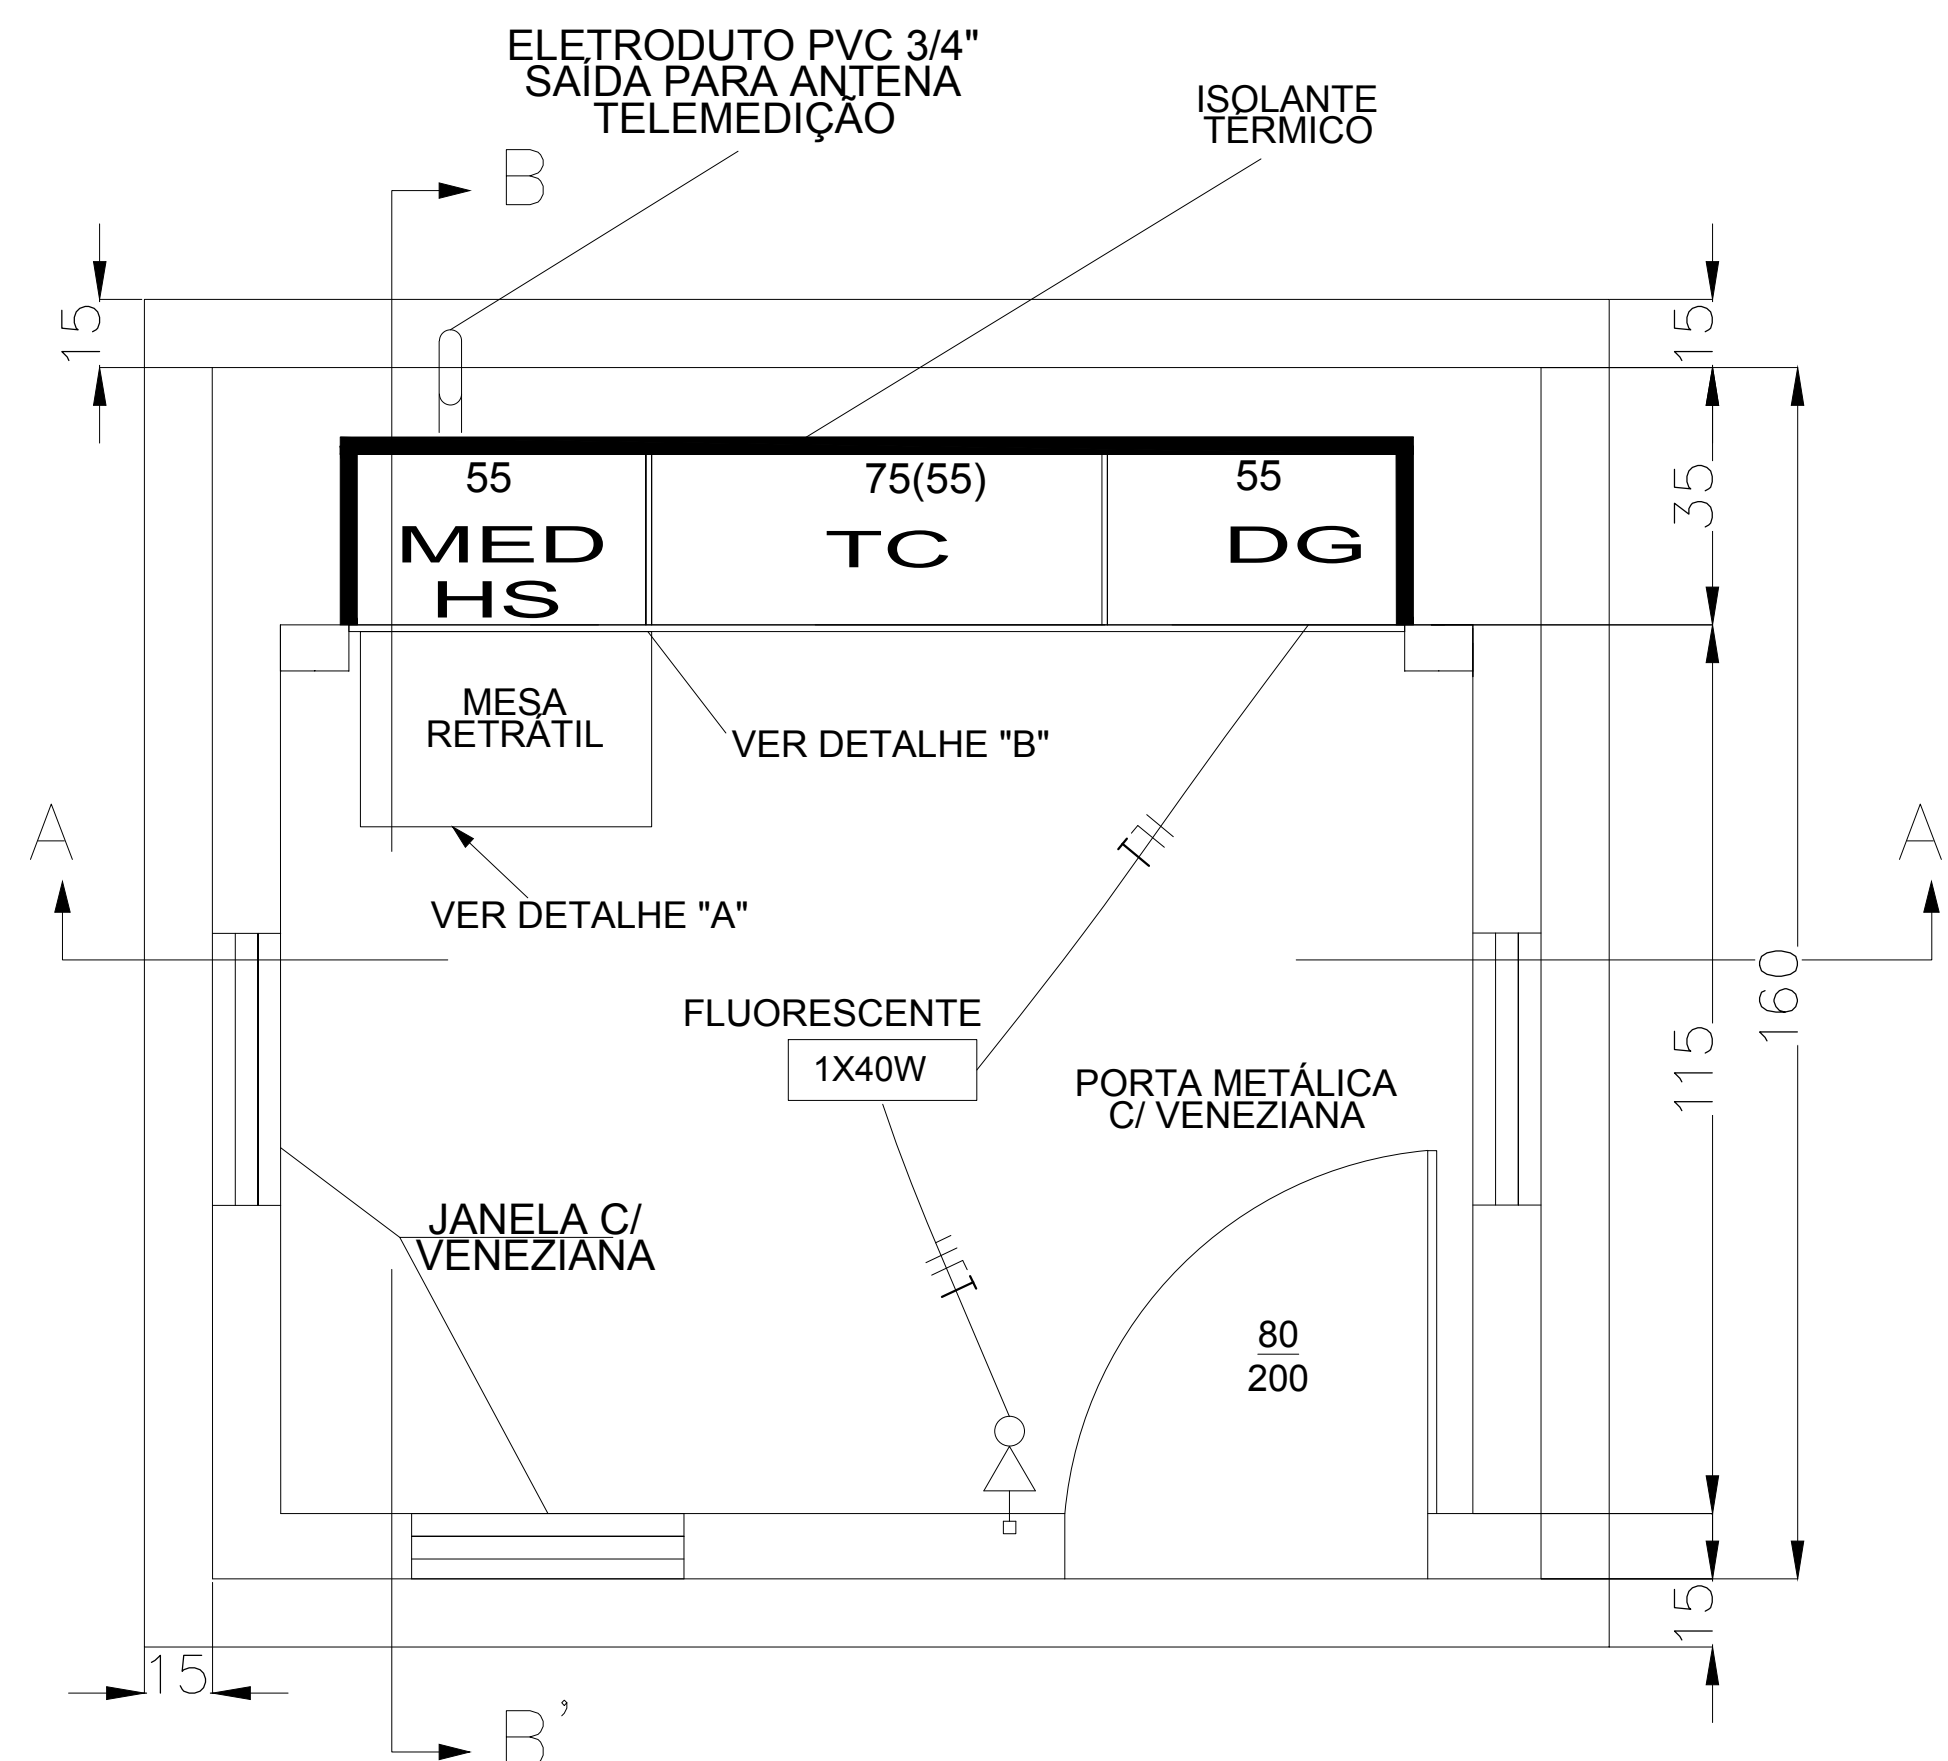 ELETRODUTO PVC 3/4"
SAÍDA PARA ANTENA
TELEMEDIÇÃO
ISOLANTE
TÉRMICO
B
15
15
55
75(55)
55
35
MED
HS
TC
DG
MESA
RETRÁTIL
VER DETALHE "B"
A
A
VER DETALHE "A"
160
FLUORESCENTE
1X40W
115
PORTA METÁLICA
C/ VENEZIANA
JANELA C/
VENEZIANA
80
200
15
15
B'